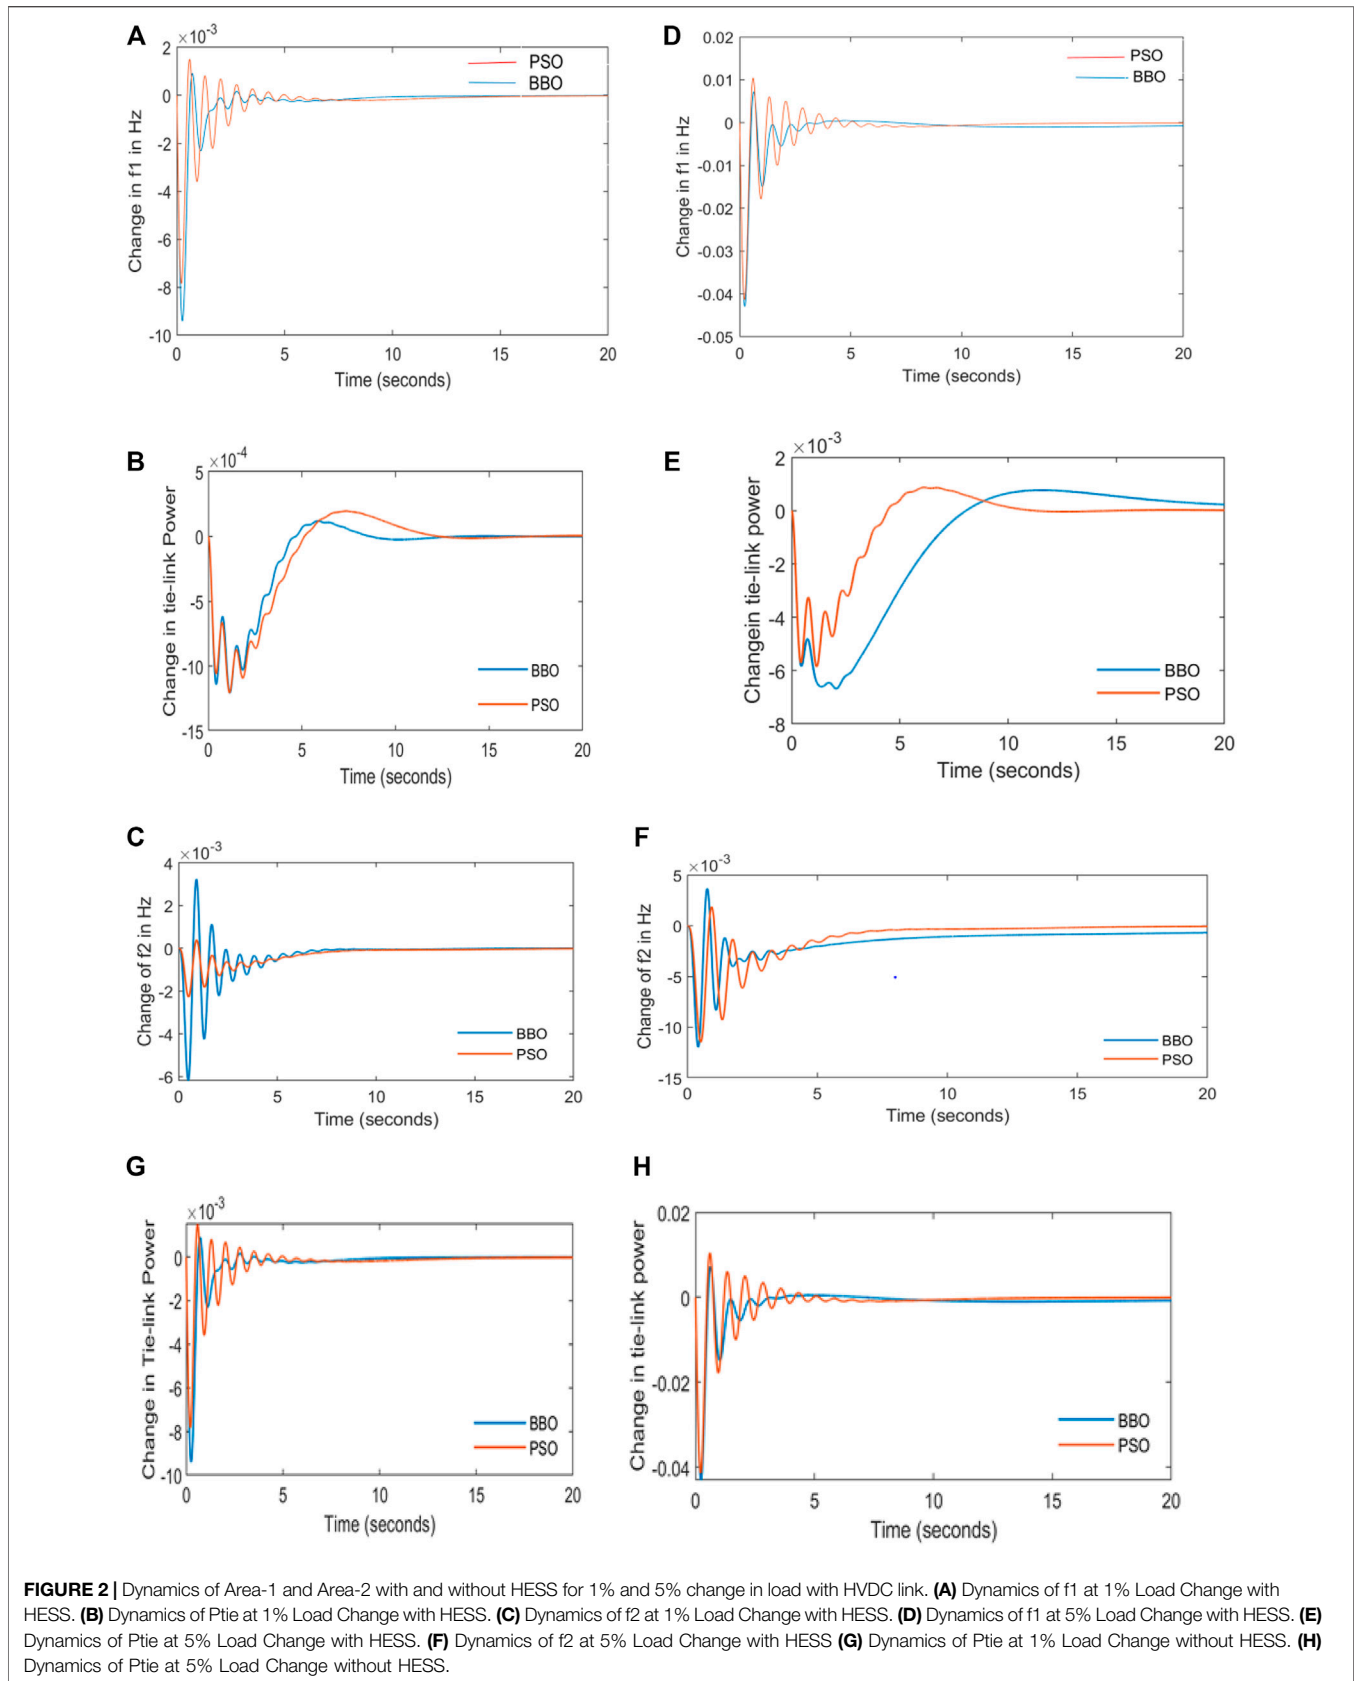 A
×10⁻³
2
0
-2
-4
-6
-8
-10
Change in f1 in Hz
PSO
BBO
0 5 10 15 20
Time (seconds)
D
0.02
0.01
0
-0.01
-0.02
-0.03
-0.04
-0.05
Change in f1 in Hz
PSO
BBO
0 5 10 15 20
Time (seconds)
B
×10⁻⁴
5
0
-5
-10
-15
Change in tie-link Power
BBO
PSO
0 5 10 15 20
Time (seconds)
E
×10⁻³
2
0
-2
-4
-6
-8
Changein tie-link power
BBO
PSO
0 5 10 15 20
Time (seconds)
C
×10⁻³
4
2
0
-2
-4
-6
Change of f2 in Hz
BBO
PSO
0 5 10 15 20
Time (seconds)
F
×10⁻³
5
0
-5
-10
-15
Change of f2 in Hz
BBO
PSO
0 5 10 15 20
Time (seconds)
G
×10⁻³
0
-2
-4
-6
-8
-10
Change in Tie-link Power
BBO
PSO
0 5 10 15 20
Time (seconds)
H
0.02
0
-0.02
-0.04
Change in tie-link power
BBO
PSO
0 5 10 15 20
Time (seconds)
FIGURE 2 | Dynamics of Area-1 and Area-2 with and without HESS for 1% and 5% change in load with HVDC link. (A) Dynamics of f1 at 1% Load Change with
HESS. (B) Dynamics of Ptie at 1% Load Change with HESS. (C) Dynamics of f2 at 1% Load Change with HESS. (D) Dynamics of f1 at 5% Load Change with HESS. (E)
Dynamics of Ptie at 5% Load Change with HESS. (F) Dynamics of f2 at 5% Load Change with HESS (G) Dynamics of Ptie at 1% Load Change without HESS. (H)
Dynamics of Ptie at 5% Load Change without HESS.